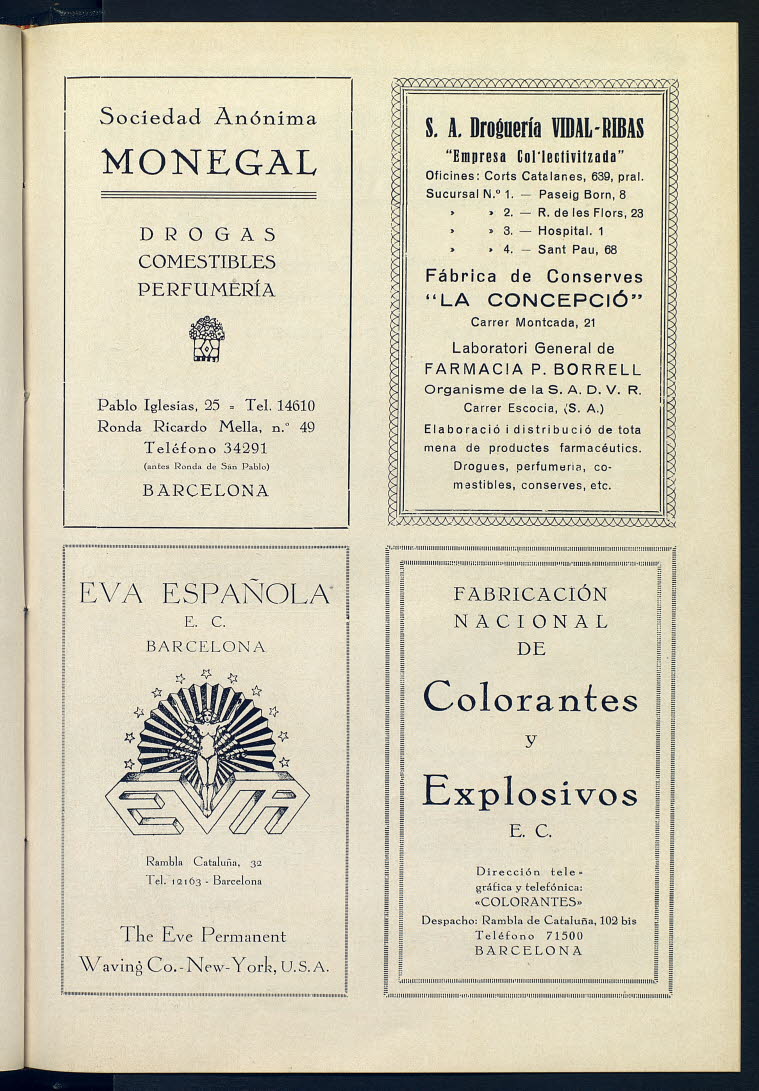 Sociedad Anónima
MONEGAL
DROGAS
COMESTIBLES
PERFUMERÍA
Pablo Iglesias, 25 = Tel. 14610
Ronda Ricardo Mella, n.º 49
Teléfono 34291
(antes Ronda de San Pablo)
BARCELONA
S. A. Droguería VIDAL-RIBAS
"Empresa Col'lectivitzada"
Oficines: Corts Catalanes, 639, pral.
Sucursal N.º 1. — Paseig Born, 8
» » 2. — R. de les Flors, 23
» » 3. — Hospital. 1
» » 4. — Sant Pau, 68
Fábrica de Conserves
"LA CONCEPCIÓ"
Carrer Montcada, 21
Laboratori General de
FARMACIA P. BORRELL
Organisme de la S. A. D. V. R.
Carrer Escocia, (S. A.)
Elaboració i distribució de tota
mena de productes farmacéutics.
Drogues, perfumeria, co-
mestibles, conserves, etc.
EVA ESPAÑOLA
E. C.
BARCELONA
EVA
Rambla Cataluña, 32
Tel. 12163 - Barcelona
The Eve Permanent
Waving Co.-New-York, U.S.A.
FABRICACIÓN
NACIONAL
DE
Colorantes
y
Explosivos
E. C.
Dirección tele-
gráfica y telefónica:
«COLORANTES»
Despacho: Rambla de Cataluña, 102 bis
Teléfono 71500
BARCELONA